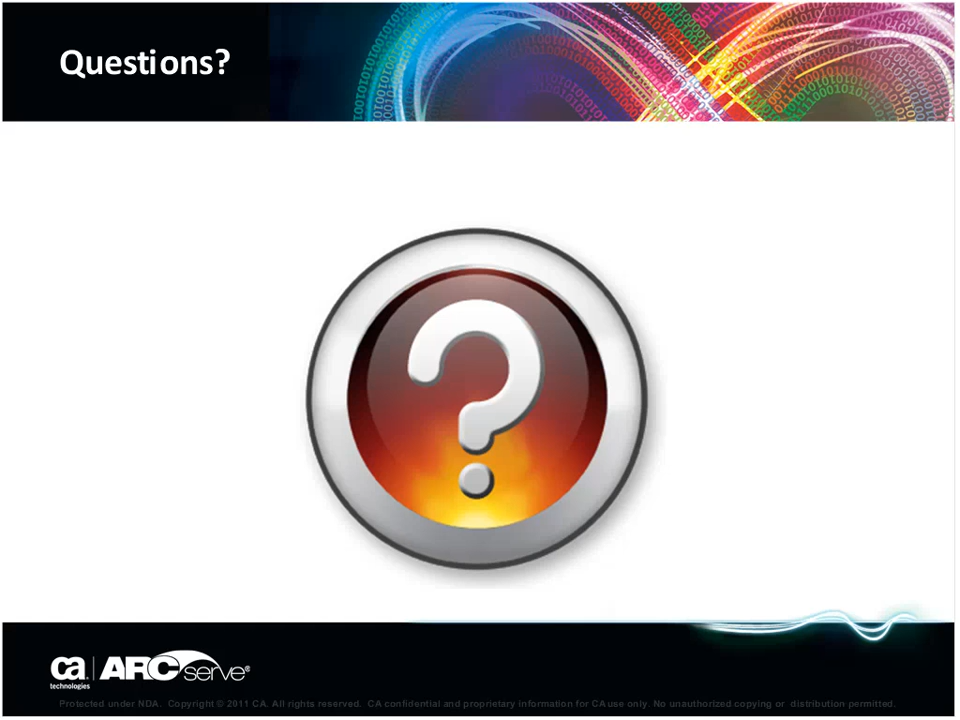 Questions?
ca | ARCserve®
technologies
Protected under NDA. Copyright © 2011 CA. All rights reserved. CA confidential and proprietary information for CA use only. No unauthorized copying or distribution permitted.